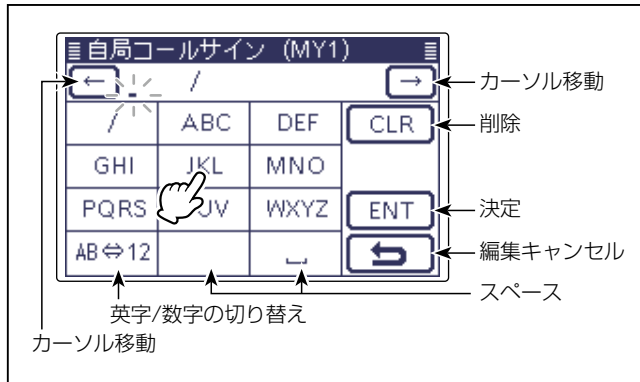 自局コールサイン (MY1)
← _ / →
カーソル移動
/ ABC DEF CLR
削除
GHI JKL MNO
PQRS UV WXYZ ENT
決定
AB⇔12 ⌴
編集キャンセル
スペース
英字/数字の切り替え
カーソル移動